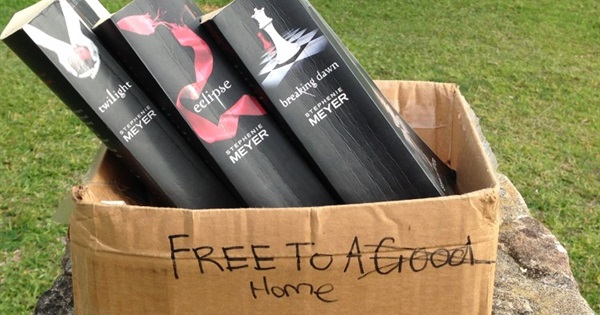 twilight
STEPHENIE
MEYER
eclipse
STEPHENIE
MEYER
breaking dawn
STEPHENIE
MEYER
FREE TO A Good
Home